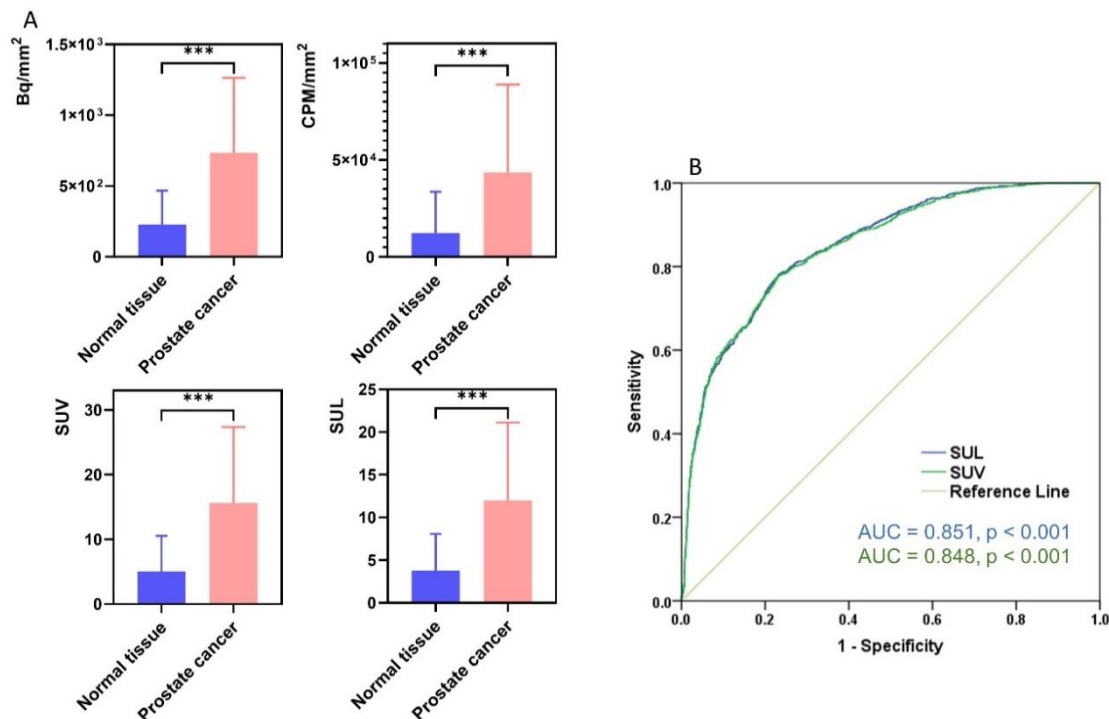 A
Bq/mm²
1.5×10³
1×10³
5×10²
0
***
Normal tissue
Prostate cancer
CPM/mm²
1×10⁵
5×10⁴
0
***
Normal tissue
Prostate cancer
SUV
30
20
10
0
***
Normal tissue
Prostate cancer
SUL
25
20
15
10
5
0
***
Normal tissue
Prostate cancer
B
Sensitivity
1.0
0.8
0.6
0.4
0.2
0.0
SUL
SUV
Reference Line
AUC = 0.851, p < 0.001
AUC = 0.848, p < 0.001
0.0 0.2 0.4 0.6 0.8 1.0
1 - Specificity